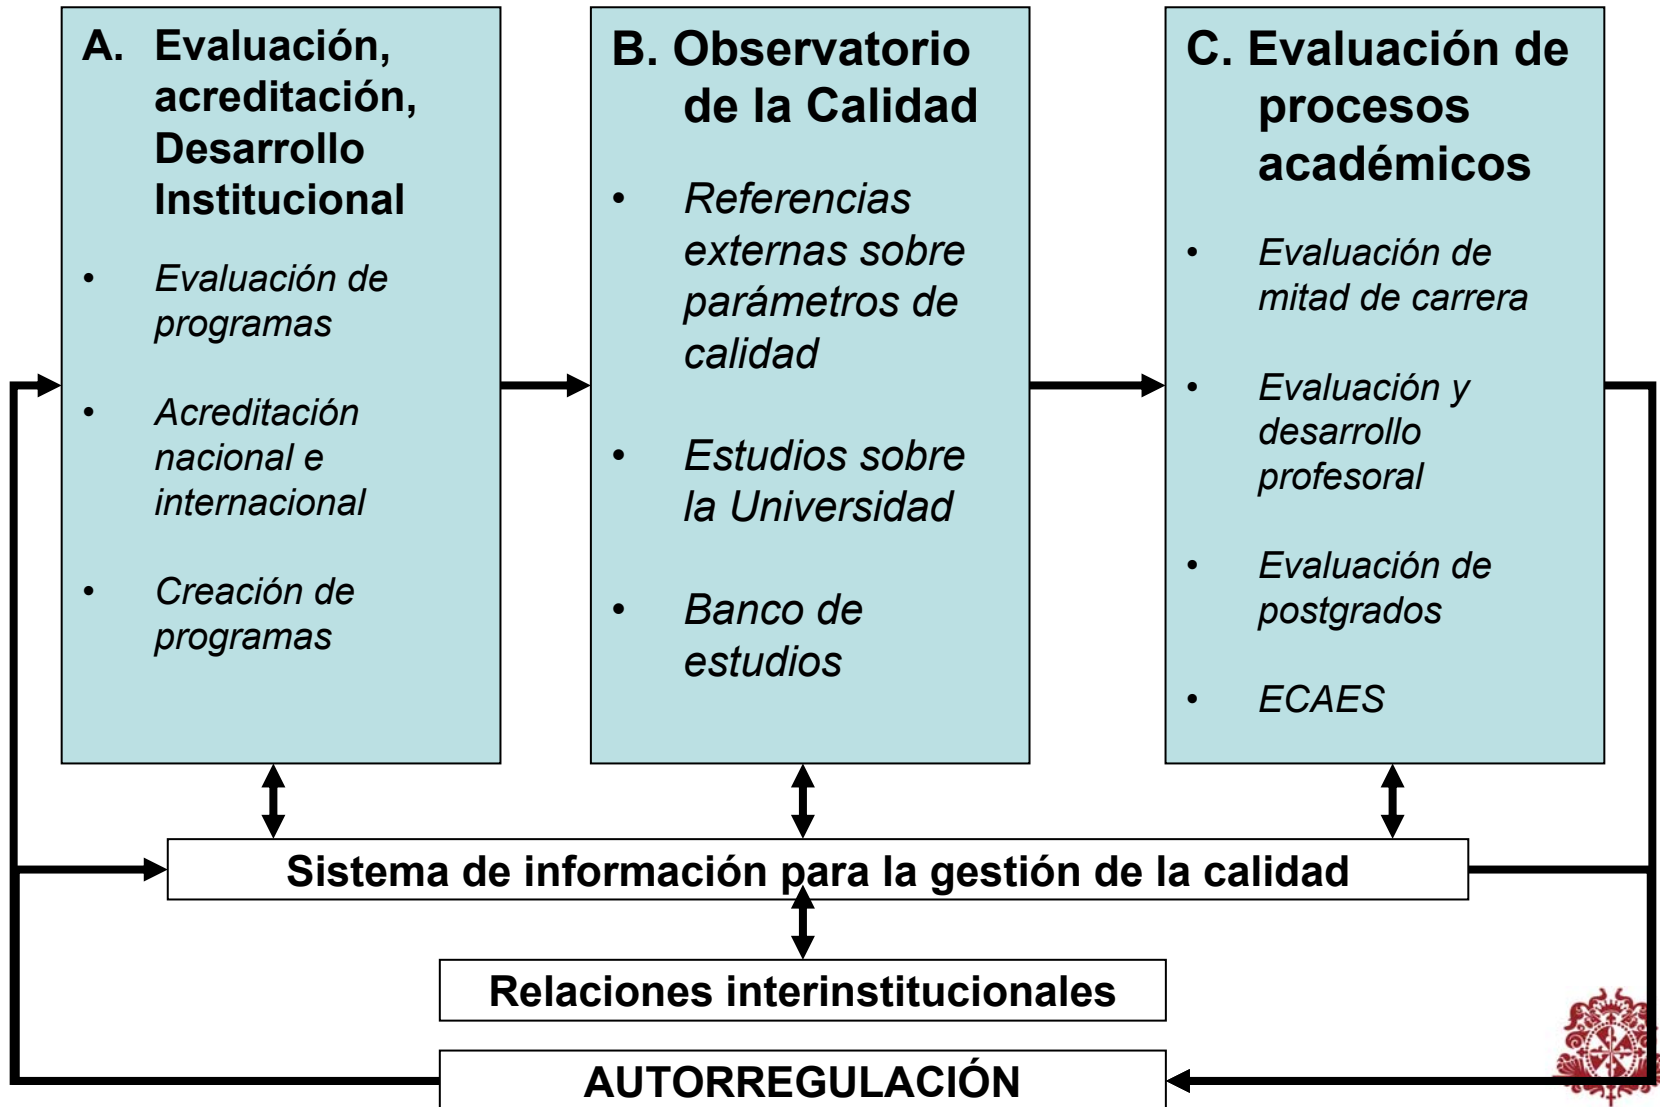 A. Evaluación,
acreditación,
Desarrollo
Institucional
• Evaluación de
programas
• Acreditación
nacional e
internacional
• Creación de
programas
B. Observatorio
de la Calidad
• Referencias
externas sobre
parámetros de
calidad
• Estudios sobre
la Universidad
• Banco de
estudios
C. Evaluación de
procesos
académicos
• Evaluación de
mitad de carrera
• Evaluación y
desarrollo
profesoral
• Evaluación de
postgrados
• ECAES
Sistema de información para la gestión de la calidad
Relaciones interinstitucionales
AUTORREGULACIÓN